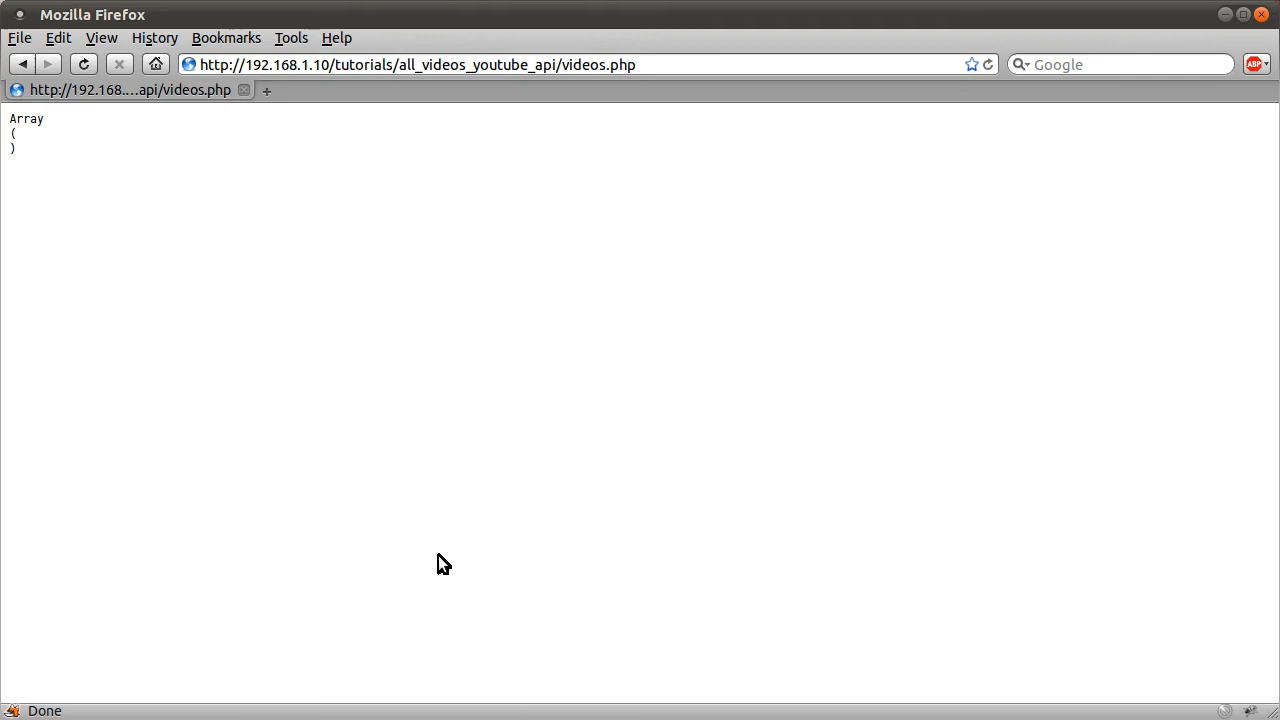 Mozilla Firefox
File Edit View History Bookmarks Tools Help
http://192.168.1.10/tutorials/all_videos_youtube_api/videos.php Google ABP
http://192.168....api/videos.php +
Array
(
)
Done